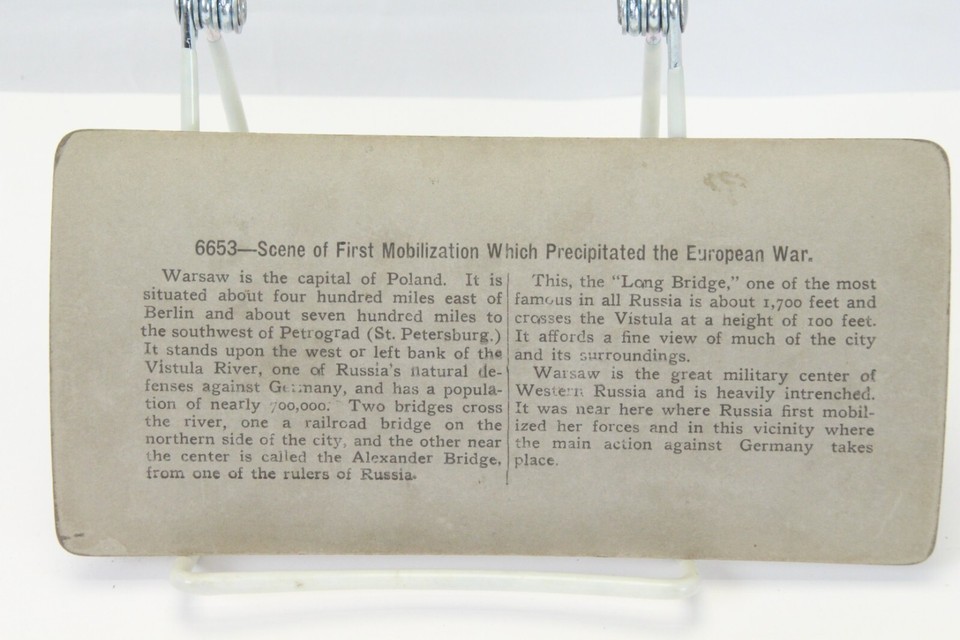 6653—Scene of First Mobilization Which Precipitated the European War.
Warsaw is the capital of Poland. It is
situated about four hundred miles east of
Berlin and about seven hundred miles to
the southwest of Petrograd (St. Petersburg.)
It stands upon the west or left bank of the
Vistula River, one of Russia's natural de-
fenses against Germany, and has a popula-
tion of nearly 700,000. Two bridges cross
the river, one a railroad bridge on the
northern side of the city, and the other near
the center is called the Alexander Bridge,
from one of the rulers of Russia.
This, the "Long Bridge," one of the most
famous in all Russia is about 1,700 feet and
crosses the Vistula at a height of 100 feet.
It affords a fine view of much of the city
and its surroundings.
Warsaw is the great military center of
Western Russia and is heavily intrenched.
It was near here where Russia first mobil-
ized her forces and in this vicinity where
the main action against Germany takes
place.